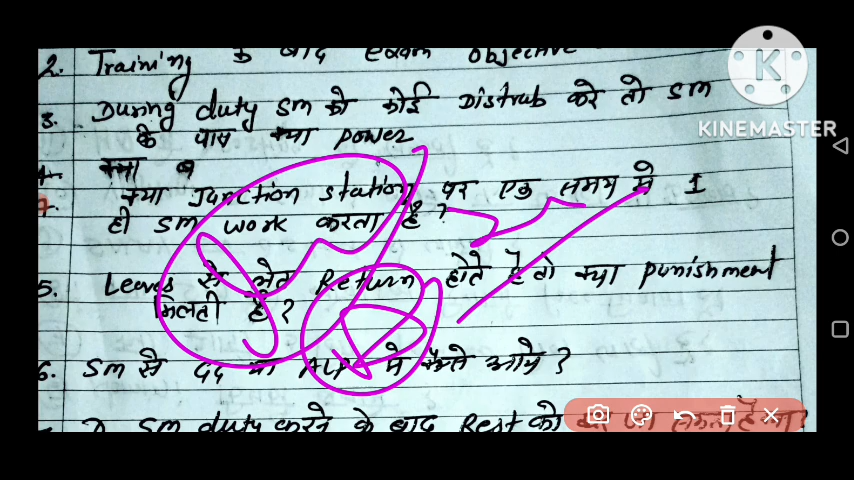 2. Training के बाद exam objective
K
KINEMASTER
3. During duty sm को कोई Distrub करे तो sm
के पास क्या power
4. क्या
क्या Junction station पर एक समय मे 1
ही sm work करता है?
5. Leaves से लेट Return होते है तो क्या punishment
मिलती है?
6. Sm से GG या ALP मे कैसे आये?
7. sm duty करने के बाद Rest को